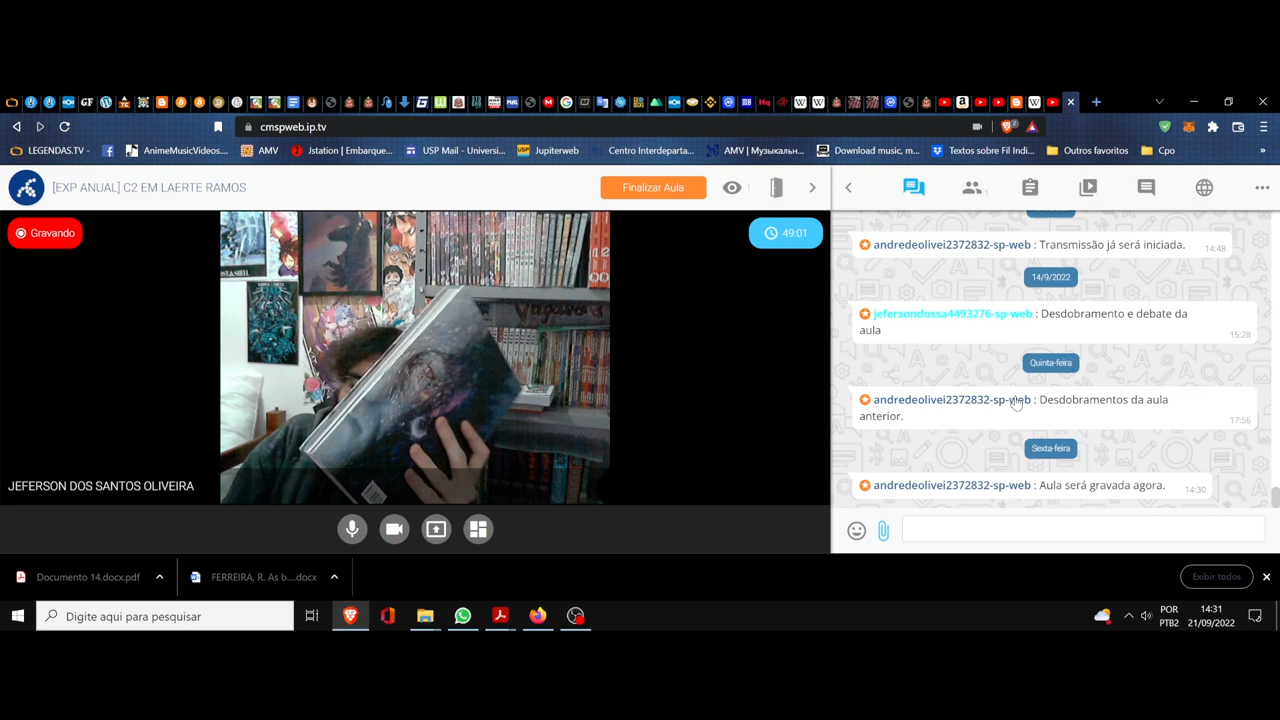 cmspweb.ip.tv
2
LEGENDAS.TV -
AnimeMusicVideos...
AMV
Jstation | Embarque...
USP Mail - Universi...
Jupiterweb
Centro Interdeparta...
AMV | Музыкальн...
Download music, m...
Textos sobre Fil Indi...
Outros favoritos
Cpo
»
[EXP ANUAL] C2 EM LAERTE RAMOS
Finalizar Aula
1
1
Gravando
49:01
JEFERSON DOS SANTOS OLIVEIRA
andredeolivei2372832-sp-web : Transmissão já será iniciada.
14:48
14/9/2022
jefersondossa4493276-sp-web : Desdobramento e debate da
aula
15:28
Quinta-feira
andredeolivei2372832-sp-web : Desdobramentos da aula
anterior.
17:56
Sexta-feira
andredeolivei2372832-sp-web : Aula será gravada agora.
14:30
Documento 14.docx.pdf
FERREIRA, R. As b....docx
Exibir todos
Digite aqui para pesquisar
POR
PTB2
14:31
21/09/2022